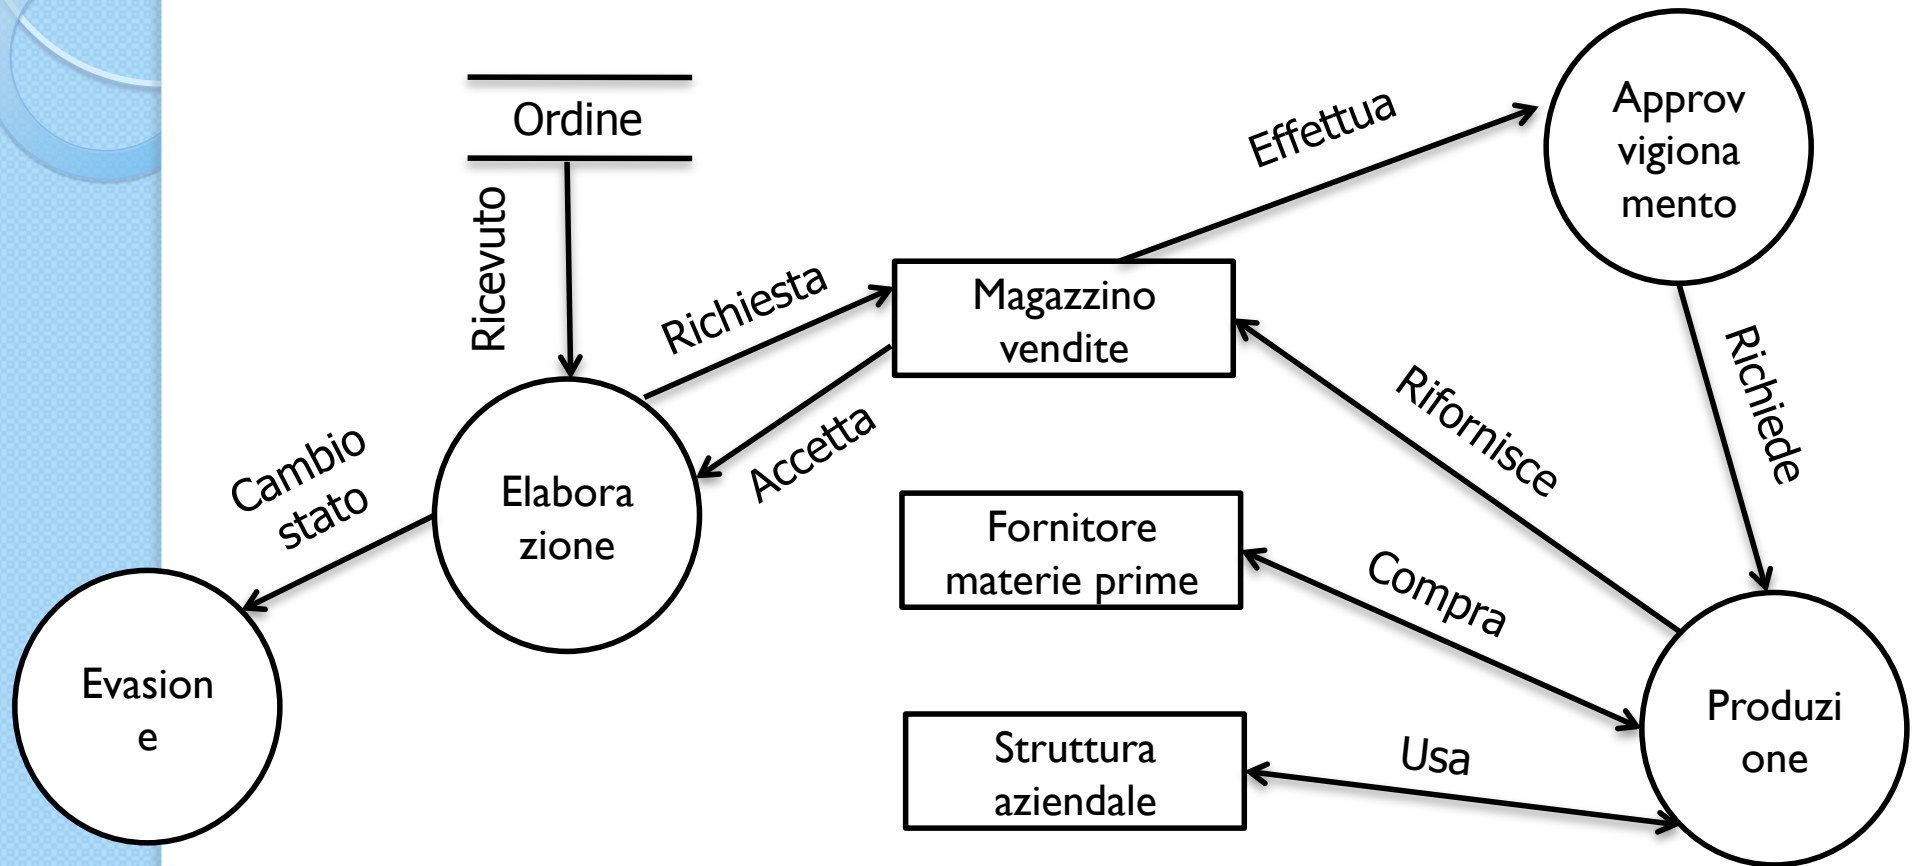 Ordine
Ricevuto
Richiesta
Accetta
Cambio
stato
Elabora
zione
Evasion
e
Magazzino
vendite
Effettua
Approv
vigiona
mento
Richiede
Rifornisce
Fornitore
materie prime
Compra
Struttura
aziendale
Usa
Produzi
one